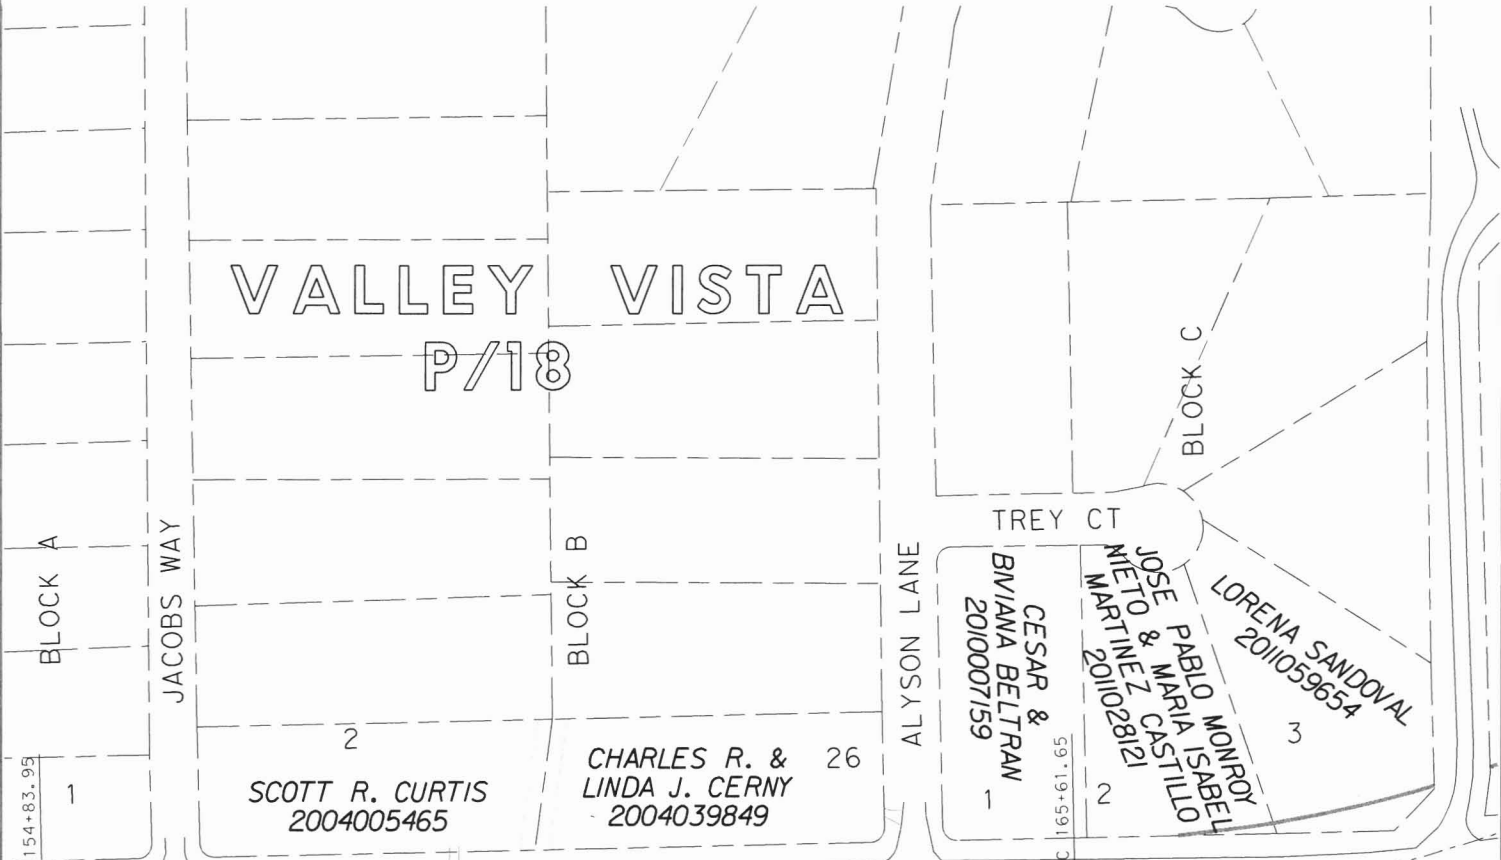 VALLEY VISTA
P/18
BLOCK A
JACOBS WAY
BLOCK B
ALYSON LANE
BLOCK C
TREY CT
154+83.95
1
2
SCOTT R. CURTIS
2004005465
CHARLES R. &
LINDA J. CERNY
2004039849
26
CESAR &
BIVIANA BELTRAN
2010007159
1
C 165+61.65
2
JOSE PABLO MONROY
NIETO & MARIA ISABEL
MARTINEZ CASTILLO
2011028121
LORENA SANDOVAL
2011059654
3